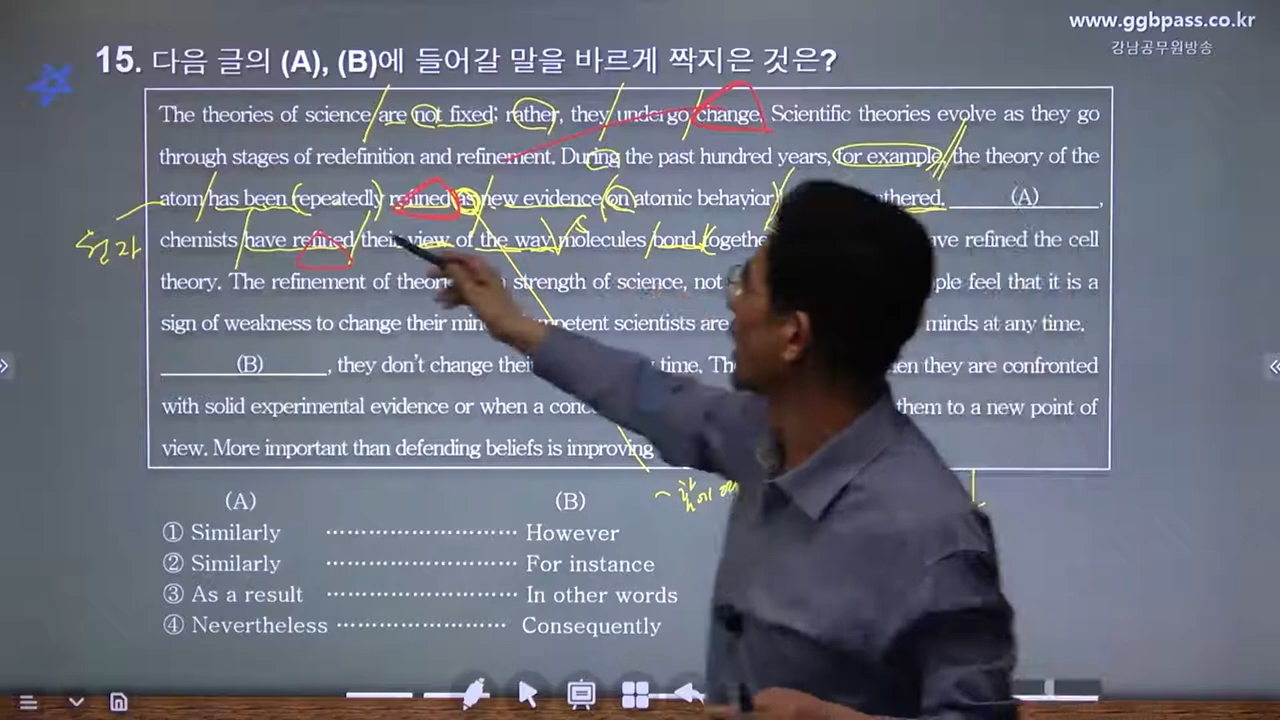 www.ggbpass.co.kr
강남공무원방송
15. 다음 글의 (A), (B)에 들어갈 말을 바르게 짝지은 것은?
The theories of science are not fixed; rather, they undergo change. Scientific theories evolve as they go
through stages of redefinition and refinement. During the past hundred years, for example, the theory of the
atom has been repeatedly refined as new evidence on atomic behavior thered. (A) ,
chemists have refined their view of the way molecules bond togethe ve refined the cell
theory. The refinement of theor strength of science, not ple feel that it is a
sign of weakness to change their min mpetent scientists are minds at any time.
(B) , they don't change thei time. Th en they are confronted
with solid experimental evidence or when a conc them to a new point of
view. More important than defending beliefs is improving
(A) (B)
① Similarly ························ However
② Similarly ························ For instance
③ As a result ························ In other words
④ Nevertheless ······················ Consequently